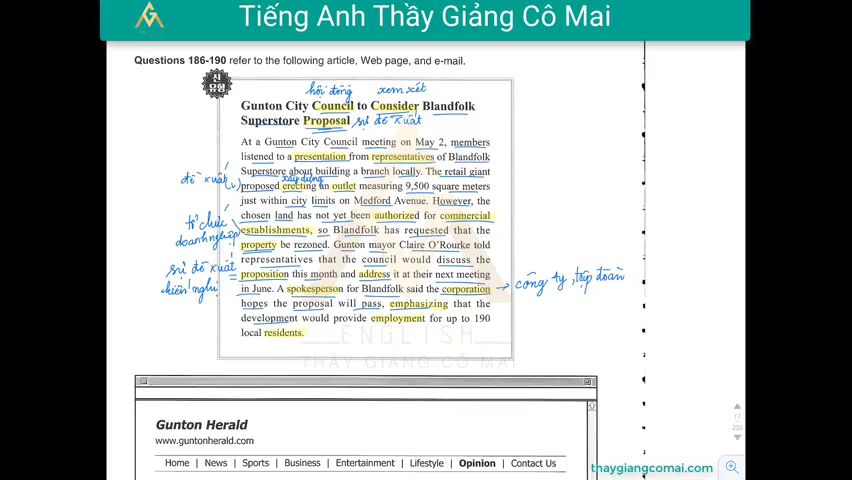 Tiếng Anh Thầy Giảng Cô Mai
Questions 186-190 refer to the following article, Web page, and e-mail.
신
유형
hội đồng
xem xét
Gunton City Council to Consider Blandfolk
Superstore Proposal
sự đề xuất
At a Gunton City Council meeting on May 2, members
listened to a presentation from representatives of Blandfolk
Superstore about building a branch locally. The retail giant
đề xuất (v)
xây dựng
proposed erecting an outlet measuring 9,500 square meters
just within city limits on Medford Avenue. However, the
chosen land has not yet been authorized for commercial
tổ chức
doanh nghiệp
establishments, so Blandfolk has requested that the
property be rezoned. Gunton mayor Claire O'Rourke told
representatives that the council would discuss the
sự đề xuất
kiến nghị
proposition this month and address it at their next meeting
in June. A spokesperson for Blandfolk said the corporation
công ty, tập đoàn
hopes the proposal will pass, emphasizing that the
development would provide employment for up to 190
local residents.
ENGLISH
THẦY GIẢNG CÔ MAI
Gunton Herald
www.guntonherald.com
Home | News | Sports | Business | Entertainment | Lifestyle | Opinion | Contact Us
thaygiangcomai.com